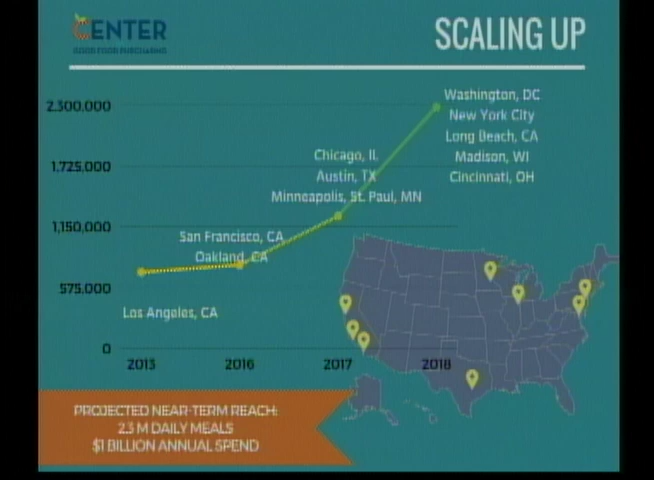 CENTER
GOOD FOOD PURCHASING
SCALING UP
2,300,000
1,725,000
1,150,000
575,000
0
Washington, DC
New York City
Long Beach, CA
Madison, WI
Cincinnati, OH
Chicago, IL
Austin, TX
Minneapolis, St. Paul, MN
San Francisco, CA
Oakland, CA
Los Angeles, CA
2013
2016
2017
2018
PROJECTED NEAR-TERM REACH:
2.3 M DAILY MEALS
$1 BILLION ANNUAL SPEND